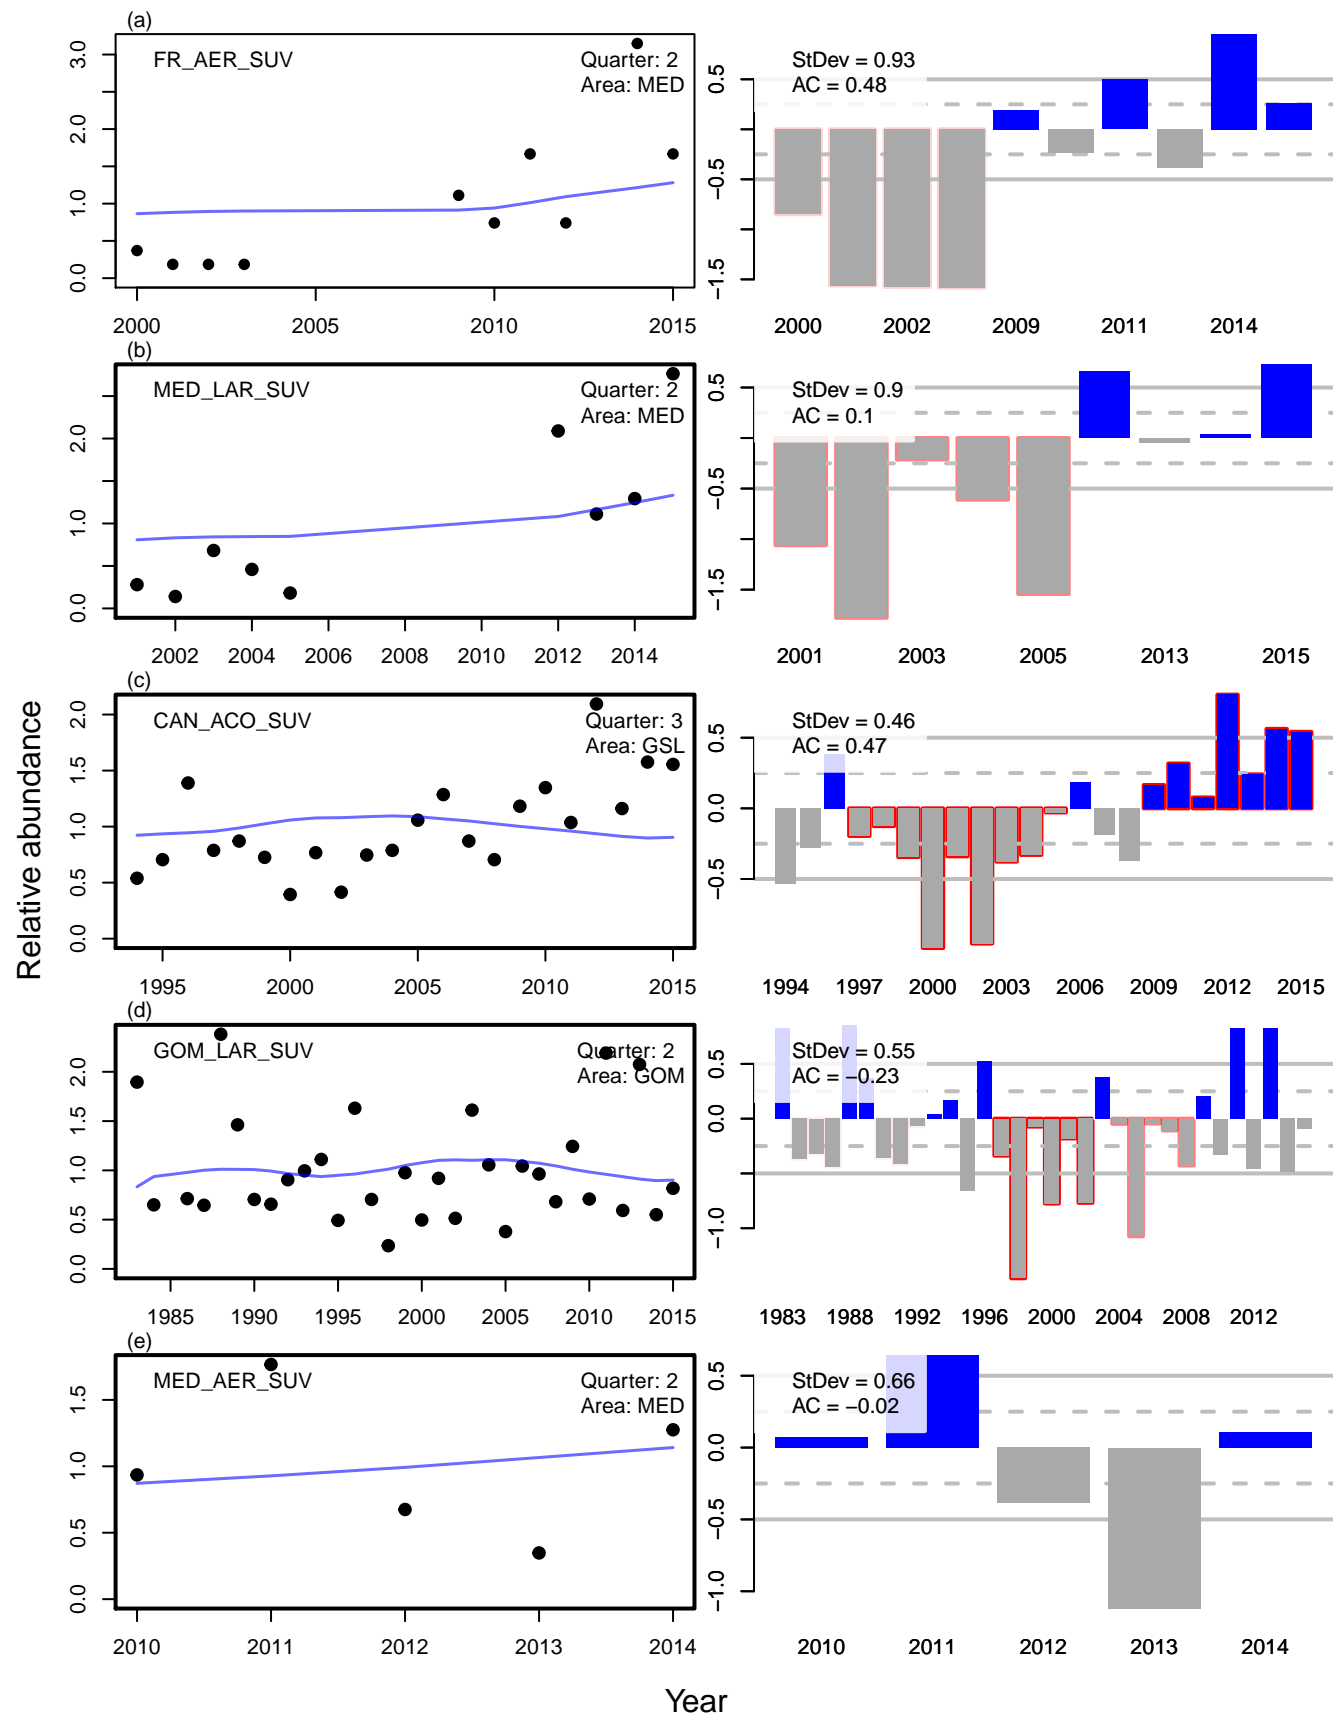 (a)
FR_AER_SUV
Quarter: 2
Area: MED
0.0 1.0 2.0 3.0
2000 2005 2010 2015
StDev = 0.93
AC = 0.48
−1.5 −0.5 0.5
2000 2002 2009 2011 2014
(b)
MED_LAR_SUV
Quarter: 2
Area: MED
0.0 1.0 2.0
2002 2004 2006 2008 2010 2012 2014
StDev = 0.9
AC = 0.1
−1.5 −0.5 0.5
2001 2003 2005 2013 2015
(c)
CAN_ACO_SUV
Quarter: 3
Area: GSL
0.0 0.5 1.0 1.5 2.0
1995 2000 2005 2010 2015
StDev = 0.46
AC = 0.47
−0.5 0.0 0.5
1994 1997 2000 2003 2006 2009 2012 2015
(d)
GOM_LAR_SUV
Quarter: 2
Area: GOM
0.0 0.5 1.0 1.5 2.0
1985 1990 1995 2000 2005 2010 2015
StDev = 0.55
AC = −0.23
−1.0 0.0 0.5
1983 1988 1992 1996 2000 2004 2008 2012
(e)
MED_AER_SUV
Quarter: 2
Area: MED
0.0 0.5 1.0 1.5
2010 2011 2012 2013 2014
StDev = 0.66
AC = −0.02
−1.0 −0.5 0.0 0.5
2010 2011 2012 2013 2014
Relative abundance
Year